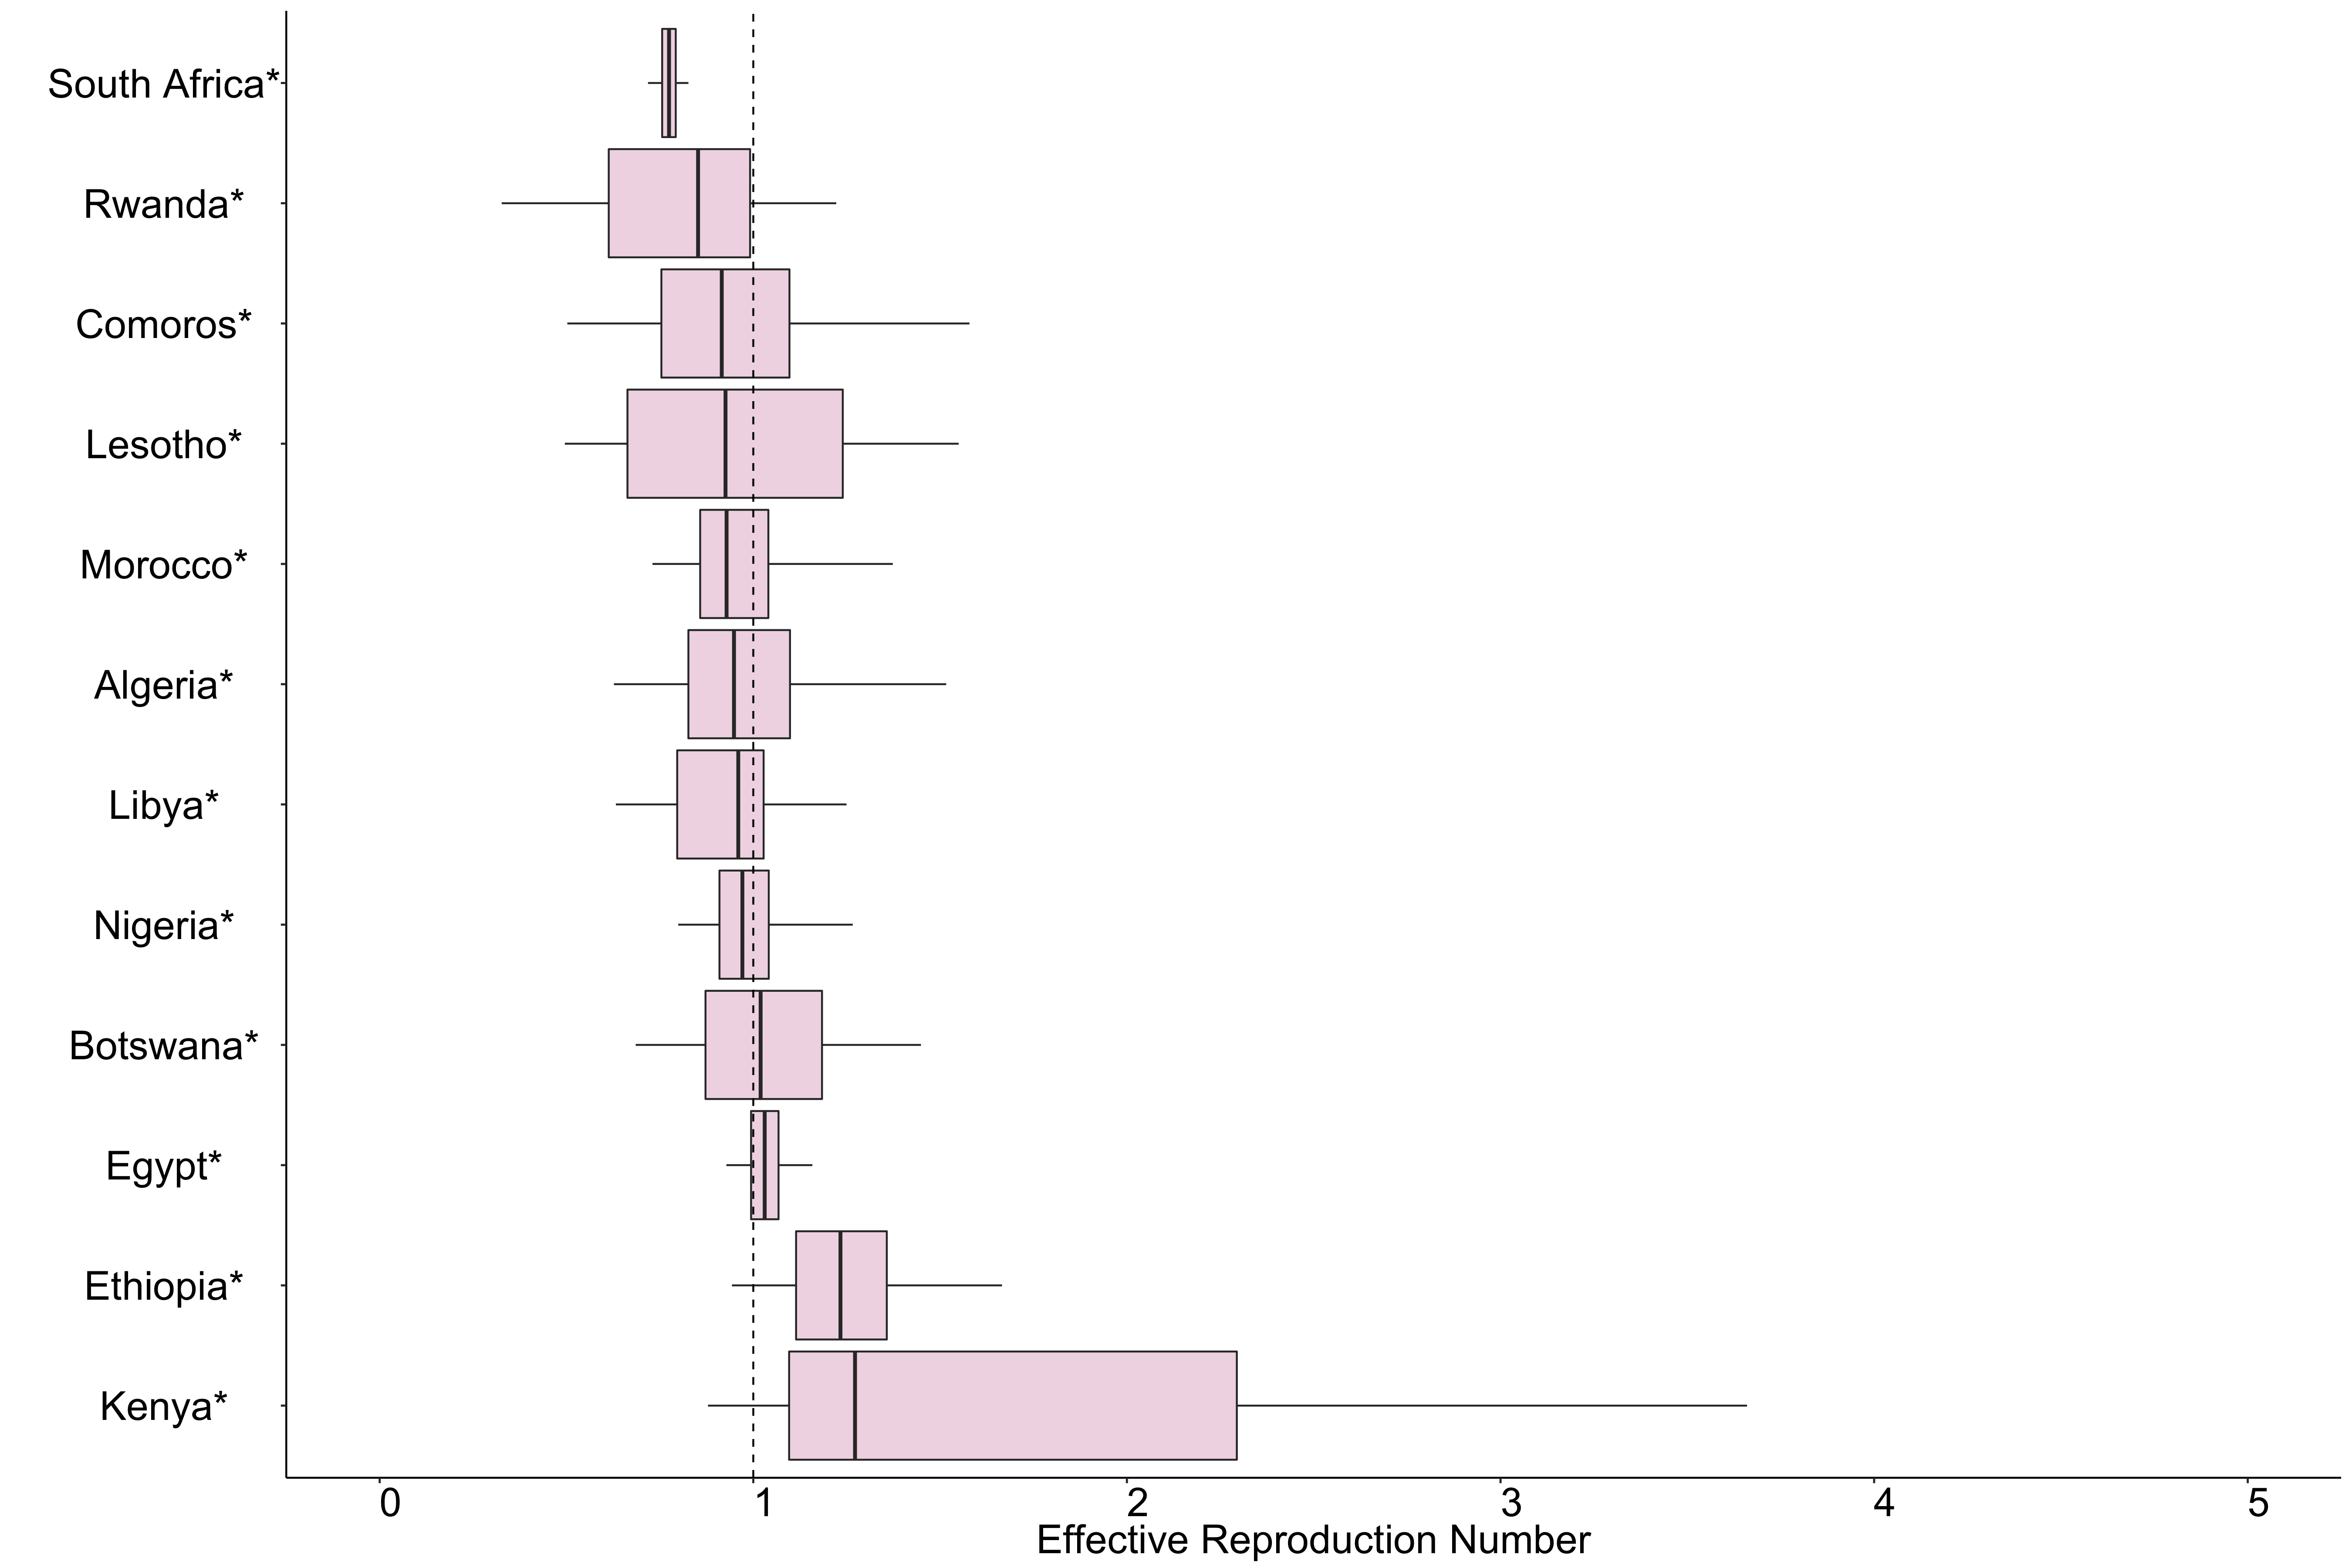 South Africa*
Rwanda*
Comoros*
Lesotho*
Morocco*
Algeria*
Libya*
Nigeria*
Botswana*
Egypt*
Ethiopia*
Kenya*
0 1 2 3 4 5
Effective Reproduction Number